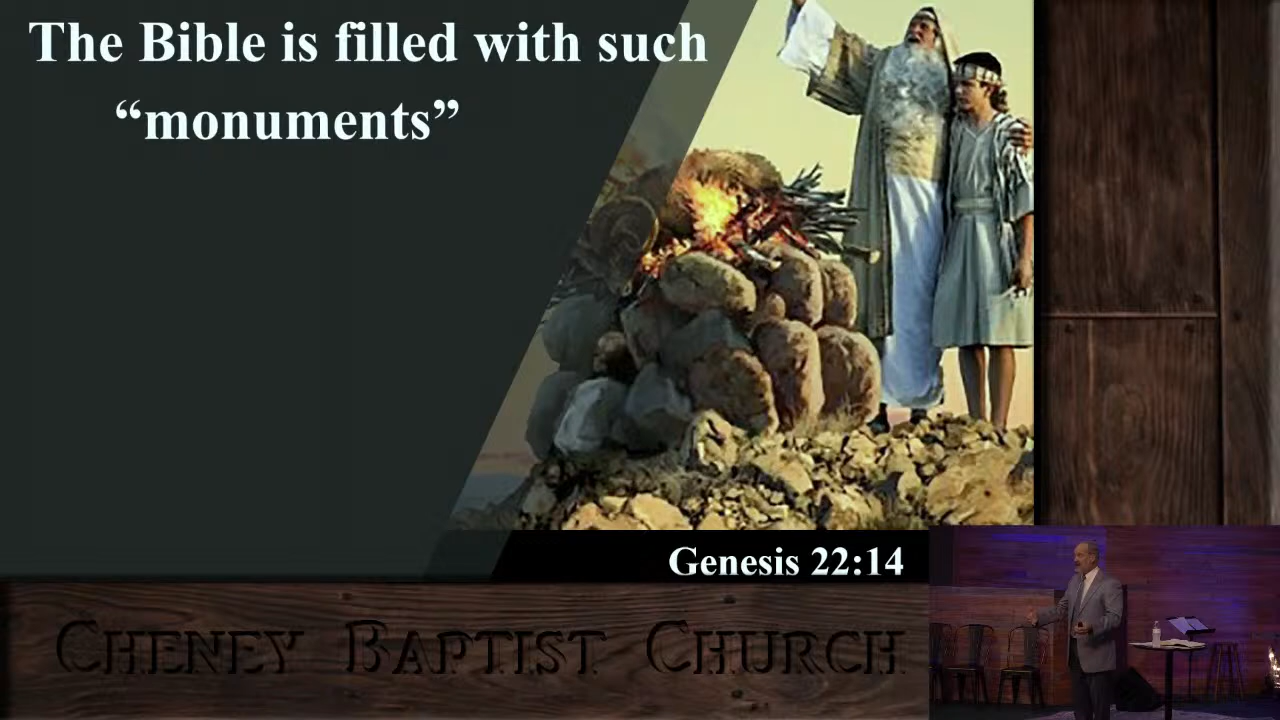 The Bible is filled with such
“monuments”
Genesis 22:14
Cheney Baptist Church